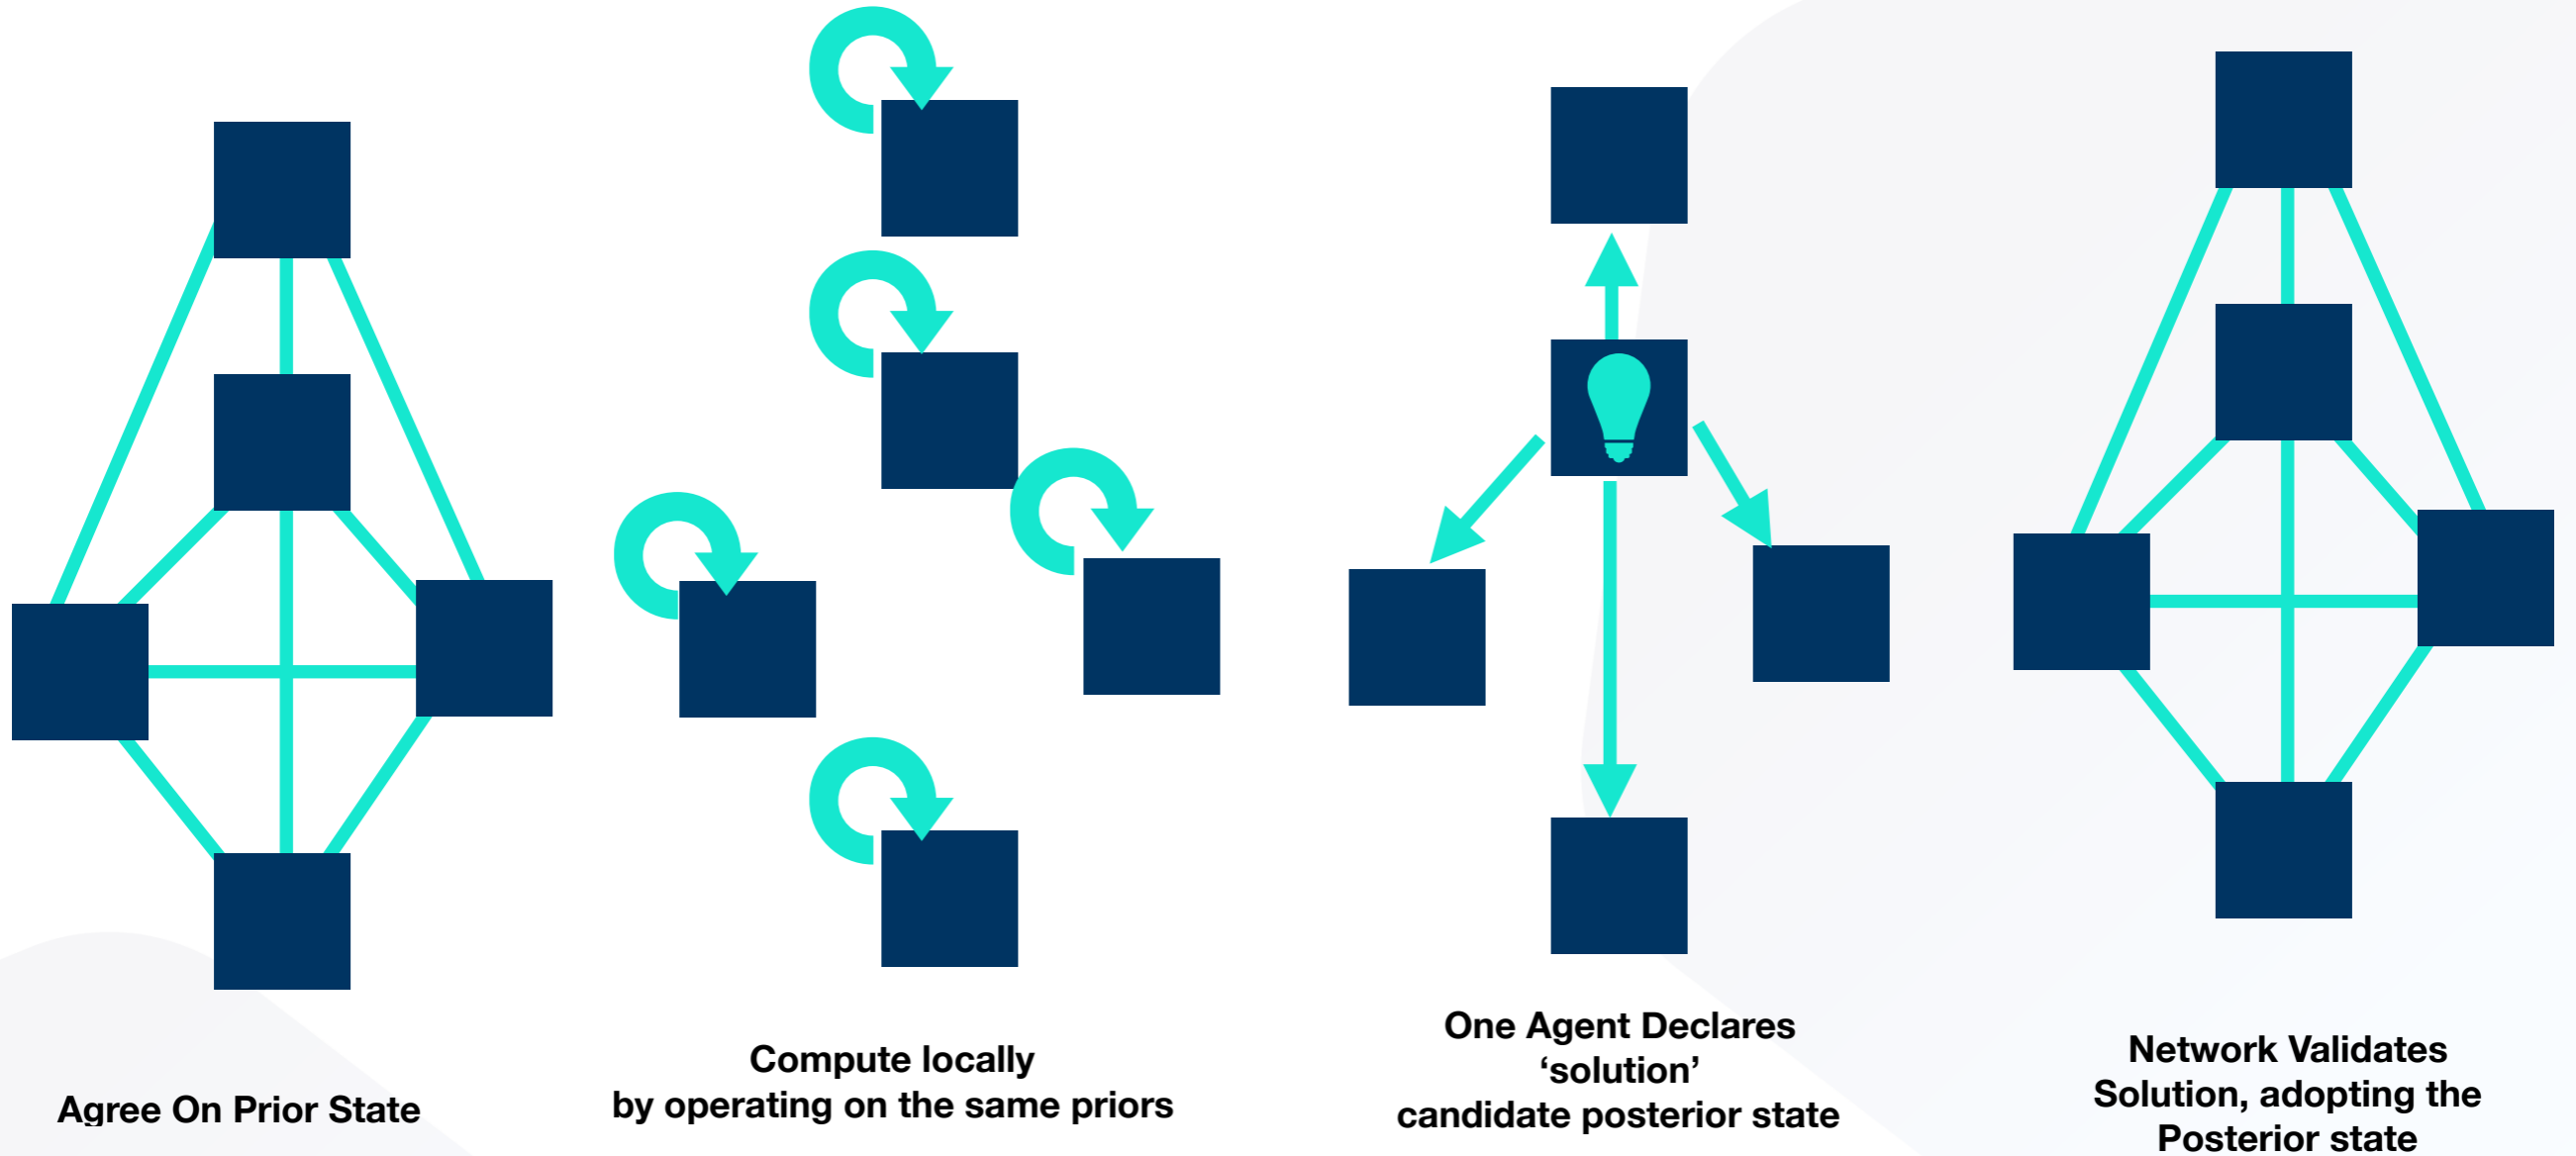 Agree On Prior State
Compute locally
by operating on the same priors
One Agent Declares
‘solution’
candidate posterior state
Network Validates
Solution, adopting the
Posterior state